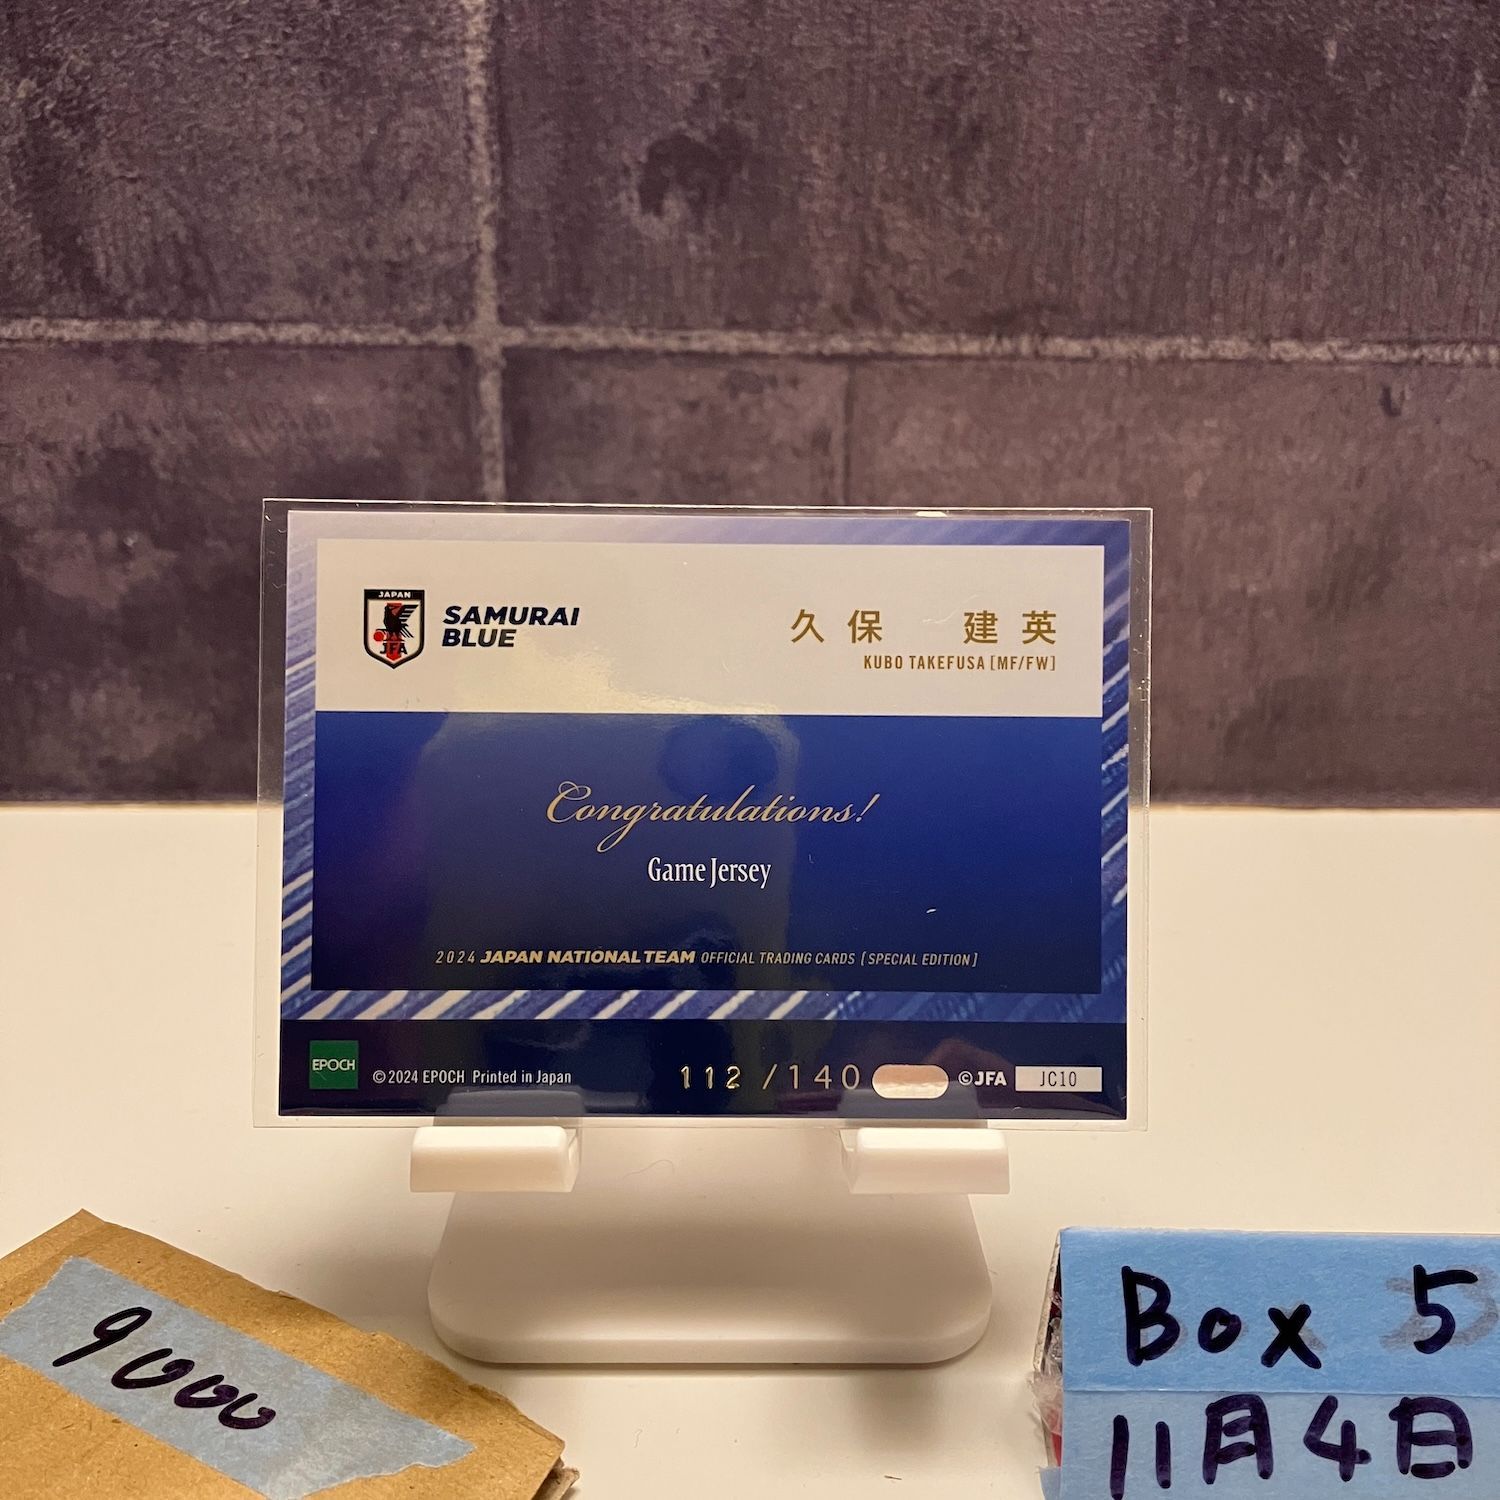 JAPAN
JFA
SAMURAI
BLUE
久保 建英
KUBO TAKEFUSA [MF/FW]
Congratulations!
Game Jersey
2024 JAPAN NATIONAL TEAM OFFICIAL TRADING CARDS [SPECIAL EDITION]
EPOCH
©2024 EPOCH Printed in Japan
112 /140
©JFA
JC10
9000
Box 5
11月4日